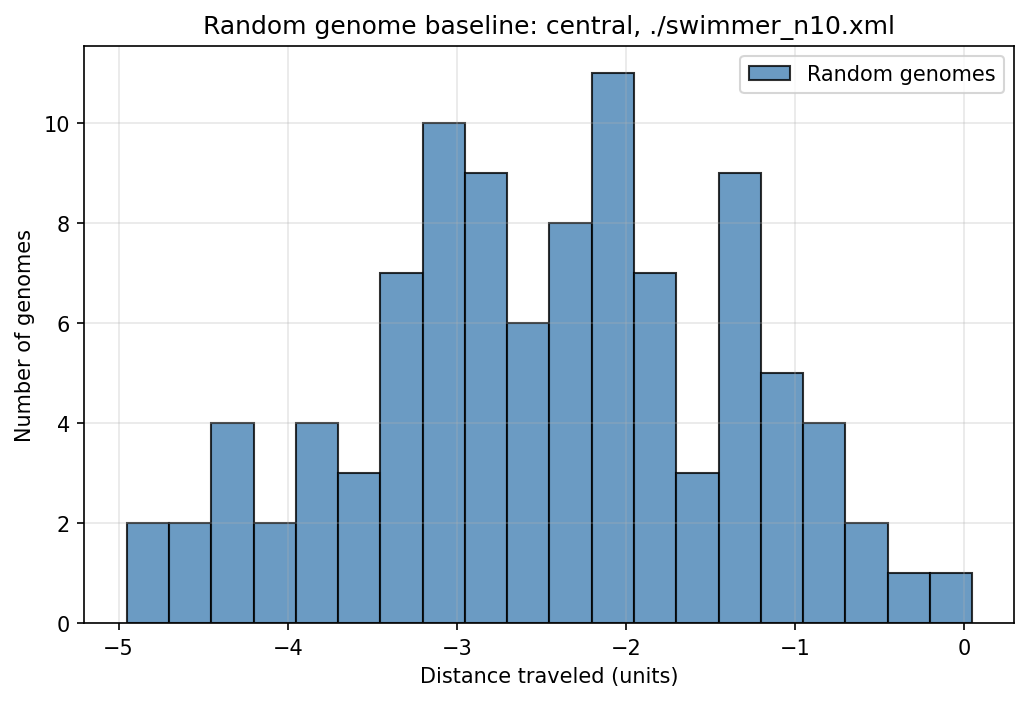 Random genome baseline: central, ./swimmer_n10.xml
Random genomes
Number of genomes
10
8
6
4
2
0
−5 −4 −3 −2 −1 0
Distance traveled (units)